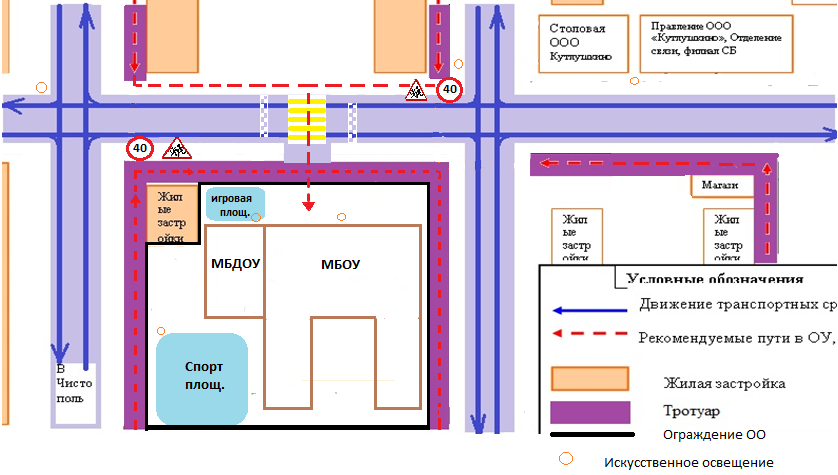 Столовая
ООО
Кутлушкино
Правление ООО
«Кутлушкино», Отделение
связи, филиал СБ
40
40
Жил
ые
застр
ойки
игровая
площ.
МБДОУ
МБОУ
Спорт
площ.
В
Чисто
поль
Магази
Жил
ые
застр
ойки
Жил
ые
застр
ойки
Условные обозначения
Движение транспортных ср
Рекомендуемые пути в ОУ,
Жилая застройка
Тротуар
Ограждение ОО
Искусственное освещение